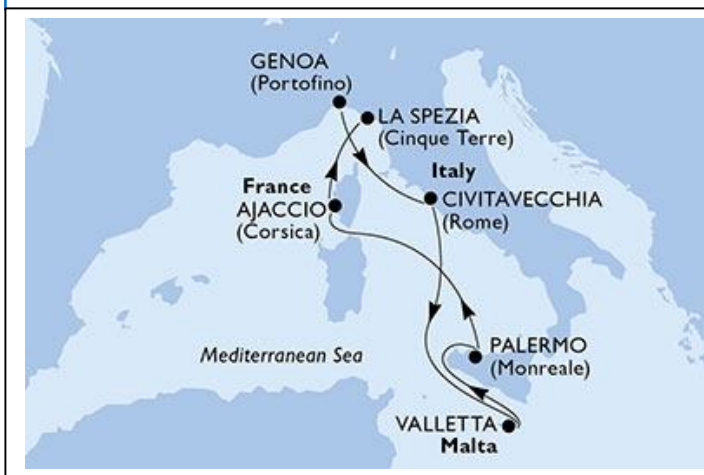 GENOA
(Portofino)
LA SPEZIA
(Cinque Terre)
Italy
France
CIVITAVECCHIA
AJACCIO
(Rome)
(Corsica)
PALERMO
Mediterranean Sea
(Monreale)
VALLETTA
Malta